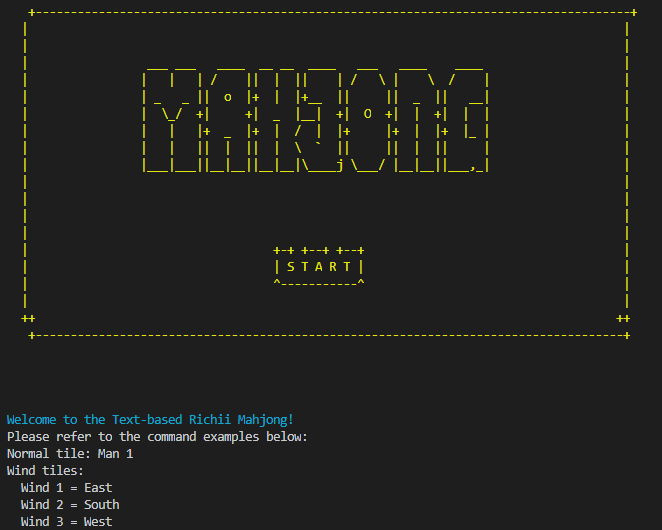 MAHJONG
S T A R T
Welcome to the Text-based Richii Mahjong!
Please refer to the command examples below:
Normal tile: Man 1
Wind tiles:
Wind 1 = East
Wind 2 = South
Wind 3 = West